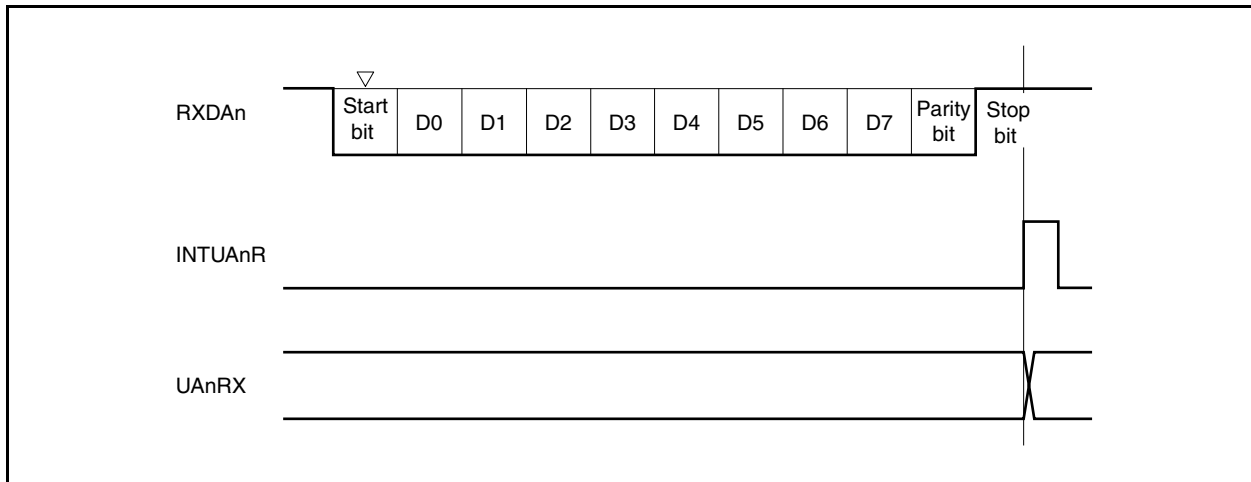 RXDAn
Start bit
D0
D1
D2
D3
D4
D5
D6
D7
Parity bit
Stop bit
INTUAnR
UAnRX